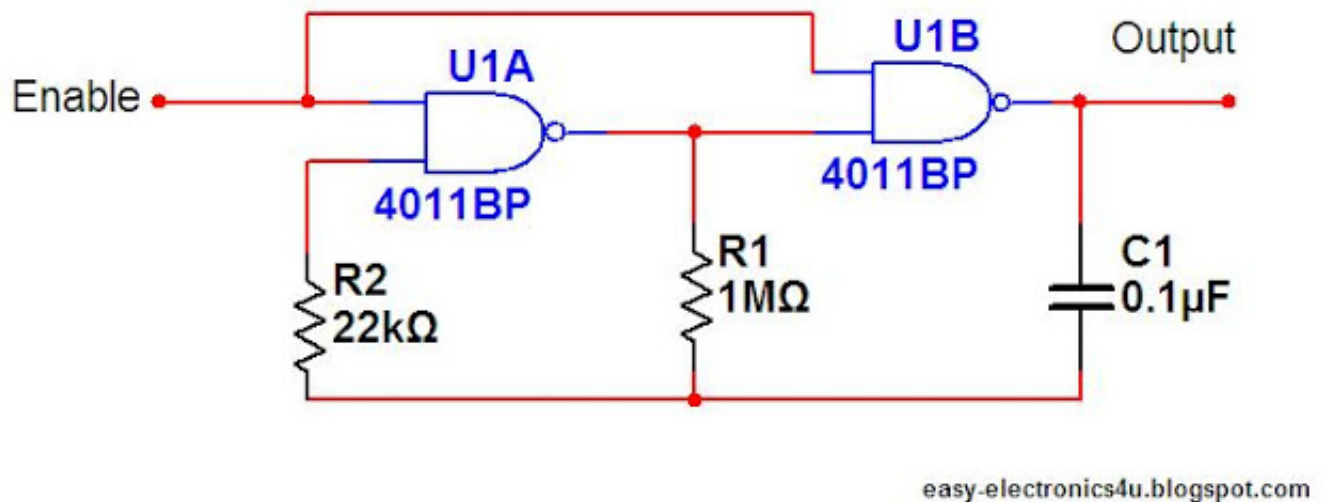 Enable
U1A
4011BP
U1B
4011BP
Output
R2
22kΩ
R1
1MΩ
C1
0.1µF
easy-electronics4u.blogspot.com